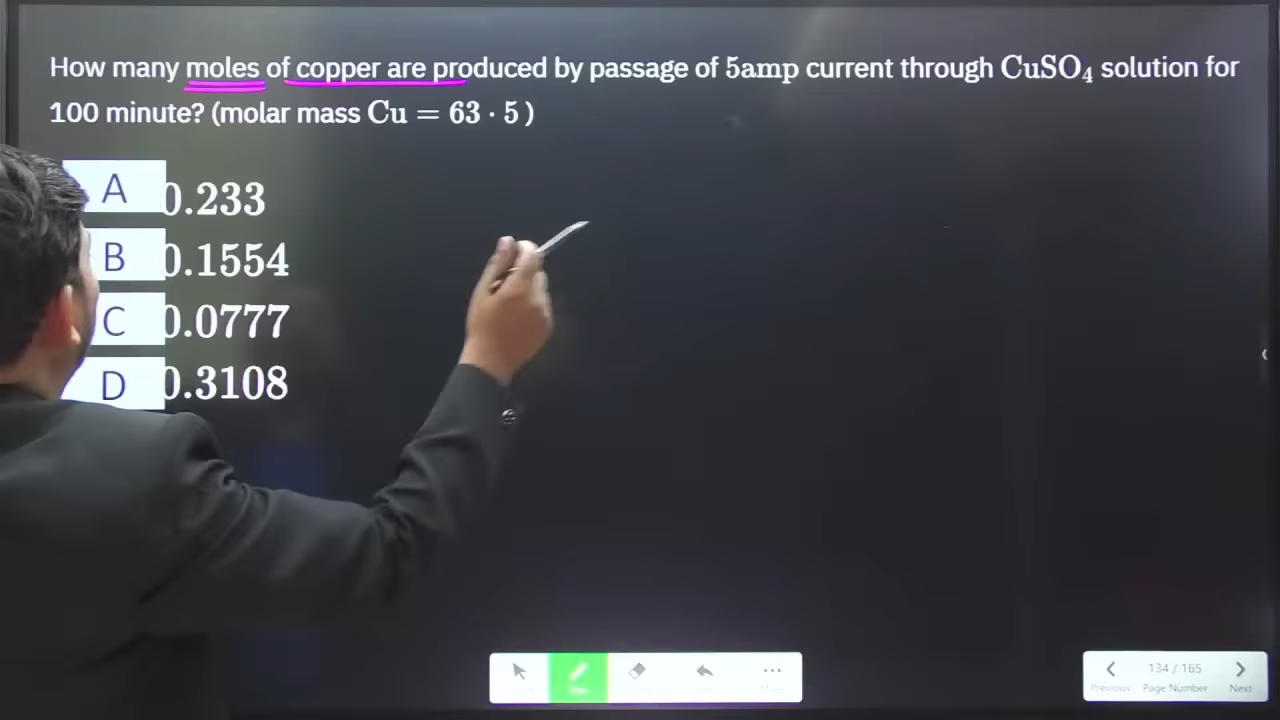 How many moles of copper are produced by passage of 5amp current through CuSO₄ solution for
100 minute? (molar mass Cu = 63 · 5 )
A 0.233
B 0.1554
C 0.0777
D 0.3108
134 / 165
Previous Page Number Next